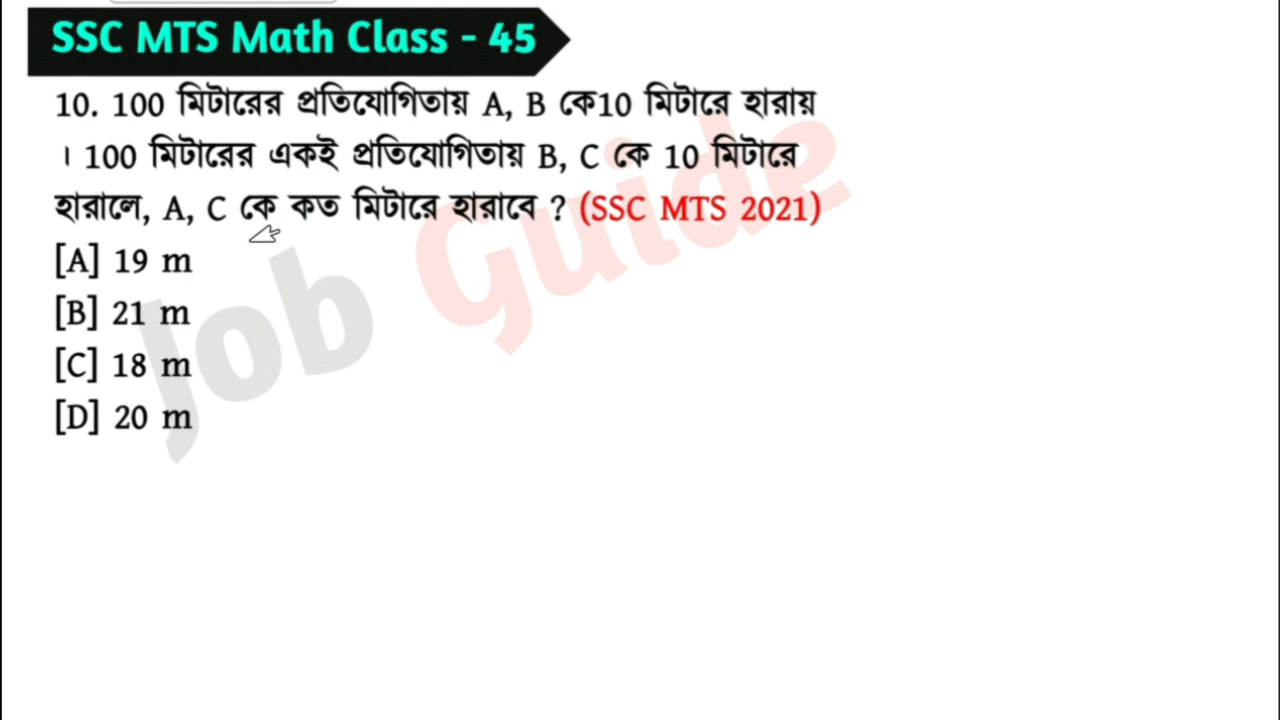 SSC MTS Math Class - 45
10. 100 মিটারের প্রতিযোগিতায় A, B কে10 মিটারে হারায়
। 100 মিটারের একই প্রতিযোগিতায় B, C কে 10 মিটারে
হারালে, A, C কে কত মিটারে হারাবে ? (SSC MTS 2021)
[A] 19 m
[B] 21 m
[C] 18 m
[D] 20 m
Job Guide